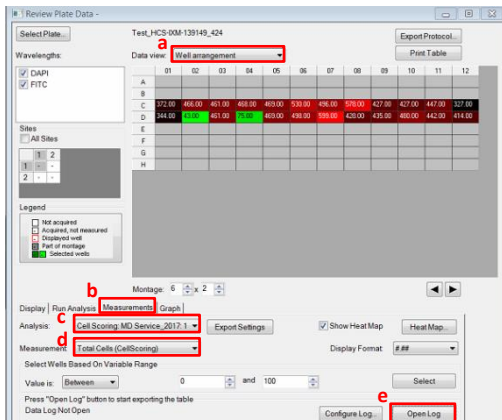 Review Plate Data -
Select Plate...
Test_HCS-IXM-139149_424
Export Protocol...
a
Wavelengths:
Data view: Well arrangement
Print Table
DAPI
FITC
01 02 03 04 05 06 07 08 09 10 11 12
A
B
C 372.00 466.00 461.00 468.00 469.00 530.00 496.00 578.00 427.00 427.00 447.00 327.00
D 344.00 43.00 461.00 75.00 469.00 498.00 599.00 428.00 435.00 400.00 442.00 414.00
E
F
G
H
Sites
All Sites
1 2
1 - -
2 - -
Legend
Not acquired
Acquired, not measured
Displayed well
Part of montage
Selected wells
Montage: 6 x 2
b
Display Run Analysis Measurements Graph
c
Analysis: Cell Scoring: MD Service_2017: 1
Export Settings
Show Heat Map
Heat Map...
d
Measurement: Total Cells (CellScoring)
Display Format: #.##
Select Wells Based On Variable Range
Value is: Between 0 and 100
Select
Press "Open Log" button to start exporting the table
Data Log Not Open
e
Configure Log...
Open Log